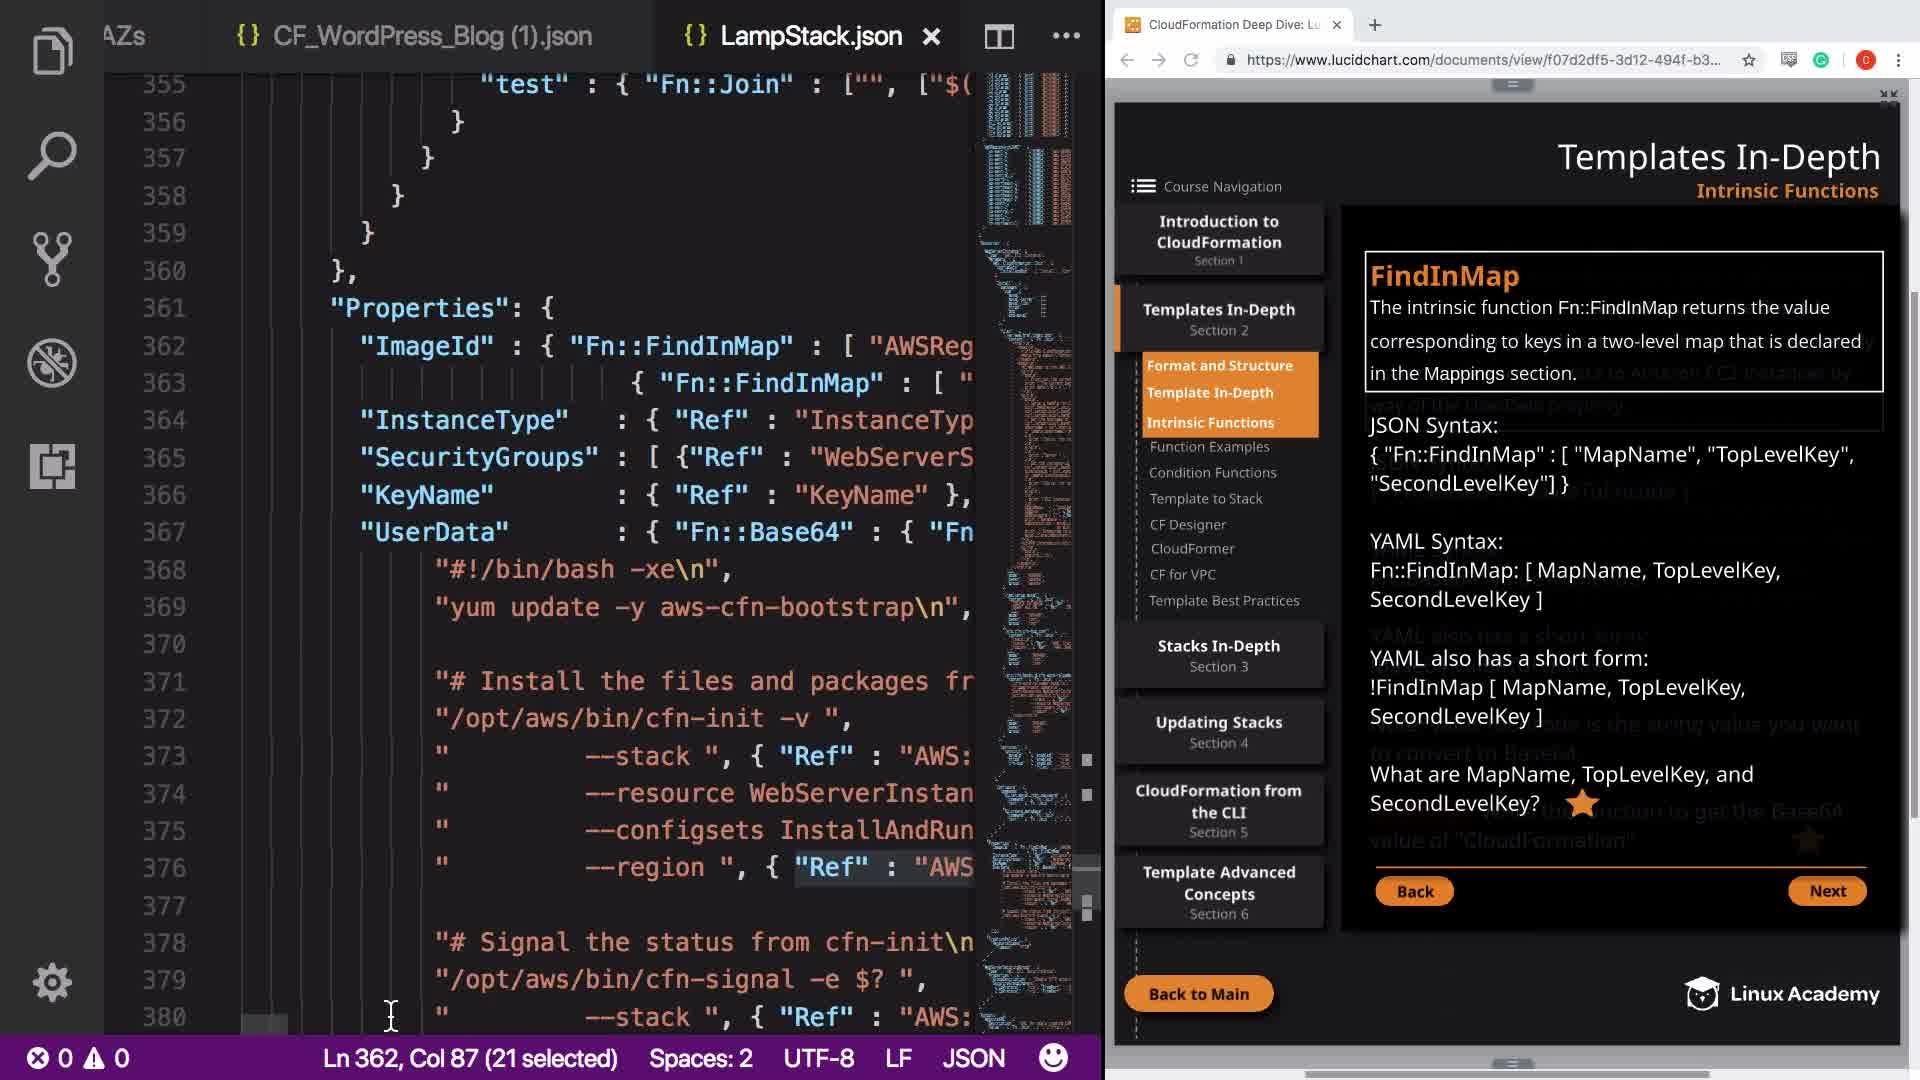 AZs
{} CF_WordPress_Blog (1).json
{} LampStack.json
355 "test" : { "Fn::Join" : ["", ["$(
356 }
357 }
358 }
359 }
360 },
361 "Properties": {
362 "ImageId" : { "Fn::FindInMap" : [ "AWSReg
363 { "Fn::FindInMap" : [ "
364 "InstanceType" : { "Ref" : "InstanceTyp
365 "SecurityGroups" : [ {"Ref" : "WebServerS
366 "KeyName" : { "Ref" : "KeyName" },
367 "UserData" : { "Fn::Base64" : { "Fn
368 "#!/bin/bash -xe\n",
369 "yum update -y aws-cfn-bootstrap\n",
370
371 "# Install the files and packages fr
372 "/opt/aws/bin/cfn-init -v ",
373 " --stack ", { "Ref" : "AWS:
374 " --resource WebServerInstan
375 " --configsets InstallAndRun
376 " --region ", { "Ref" : "AWS
377
378 "# Signal the status from cfn-init\n
379 "/opt/aws/bin/cfn-signal -e $? ",
380 " --stack ", { "Ref" : "AWS:
0 0
Ln 362, Col 87 (21 selected) Spaces: 2 UTF-8 LF JSON
CloudFormation Deep Dive: Lu
https://www.lucidchart.com/documents/view/f07d2df5-3d12-494f-b3...
Templates In-Depth
Intrinsic Functions
Course Navigation
Introduction to
CloudFormation
Section 1
Templates In-Depth
Section 2
Format and Structure
Template In-Depth
Intrinsic Functions
Function Examples
Condition Functions
Template to Stack
CF Designer
CloudFormer
CF for VPC
Template Best Practices
Stacks In-Depth
Section 3
Updating Stacks
Section 4
CloudFormation from
the CLI
Section 5
Template Advanced
Concepts
Section 6
Back to Main
FindInMap
The intrinsic function Fn::FindInMap returns the value
corresponding to keys in a two-level map that is declared
in the Mappings section.
JSON Syntax:
{ "Fn::FindInMap" : [ "MapName", "TopLevelKey",
"SecondLevelKey"] }
YAML Syntax:
Fn::FindInMap: [ MapName, TopLevelKey,
SecondLevelKey ]
YAML also has a short form:
!FindInMap [ MapName, TopLevelKey,
SecondLevelKey ]
What are MapName, TopLevelKey, and
SecondLevelKey?
Back
Next
Linux Academy